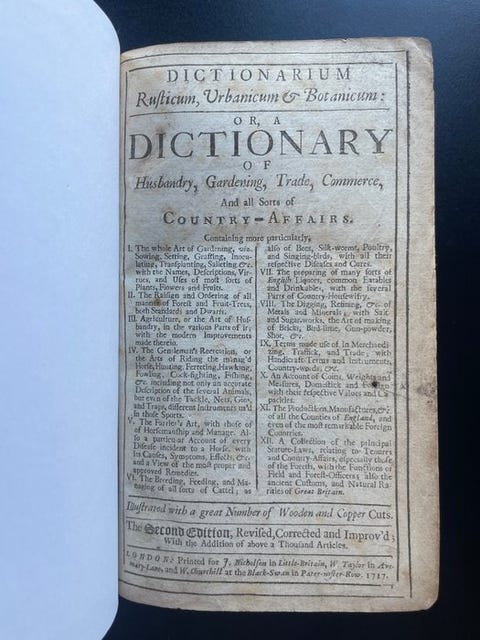 DICTIONARIUM
Rusticum, Urbanicum & Botanicum:
OR, A
DICTIONARY
OF
Husbandry, Gardening, Trade, Commerce,
And all Sorts of
COUNTRY-AFFAIRS.
Containing more particularly,
I. The whole Art of Gardening, viz.
Sowing, Setting, Graffing, Inocu-
lating, Transplanting, Salleting &c.
with the Names, Descriptions, Vir-
tues, and Uses of most sorts of
Plants, Flowers and Fruits.
II. The Raising and Ordering of all
manner of Forest and Fruit-Trees,
both Standards and Dwarfs.
III. Agriculture, or the Art of Hus-
bandry, in the various Parts of it;
with the modern Improvements
made therein.
IV. The Gentleman's Recreation, or
the Arts of Riding the manag'd
Horse, Hunting, Ferreting, Hawking,
Fowling, Cock-fighting, Fishing,
&c. including not only an accurate
Description of the several Animals,
but even of the Tackle, Nets, Gins,
and Traps, different Instruments us'd
in those Sports.
V. The Farrier's Art, with those of
of Horsemanship and Manage. Al-
so a particular Account of every
Disease incident to a Horse, with
its Causes, Symptoms, Effects, &c.
and a View of the most proper and
approved Remedies.
VI. The Breeding, Feeding, and Ma-
naging of all sorts of Cattel; as
also of Bees, Silk-worms, Poultry,
and Singing-birds, with all their
respective Diseases and Cures.
VII. The preparing of many sorts of
English Liquors, common Eatables
and Drinkables, with the several
Parts of Country-Housewifry.
VIII. The Digging, Refining, &c. of
Metals and Minerals; with Salt
and Sugar-works, the Art of making
of Bricks, Bird-lime, Gun-powder,
Shot, &c.
IX. Terms made use of in Merchandi-
zing, Traffick, and Trade; with
Handicraft-Terms and Instruments,
Country-words, &c.
X. An Account of Coins, Weights and
Measures, Domestick and Foreign
with their respective Values and Ca-
pacities.
XI. The Productions, Manufactures, &c
of all the Counties of England, and
even of the most remarkable Foreign
Countries.
XII. A Collection of the principal
Statute-Laws, relating to Tenures
and Country-Affairs, especially those
of the Forests, with the Functions of
Field and Forest-Officers; also the
ancient Customs, and Natural Ra-
rities of Great Britain.
Illustrated with a great Number of Wooden and Copper Cuts.
The Second Edition, Revised, Corrected and Improv'd;
With the Addition of above a Thousand Articles.
LONDON: Printed for J. Nicholson in Little-Britain, W. Taylor in Ave-
mary-Lane, and W. Churchill at the Black-Swan in Pater-noster-Row. 1717.